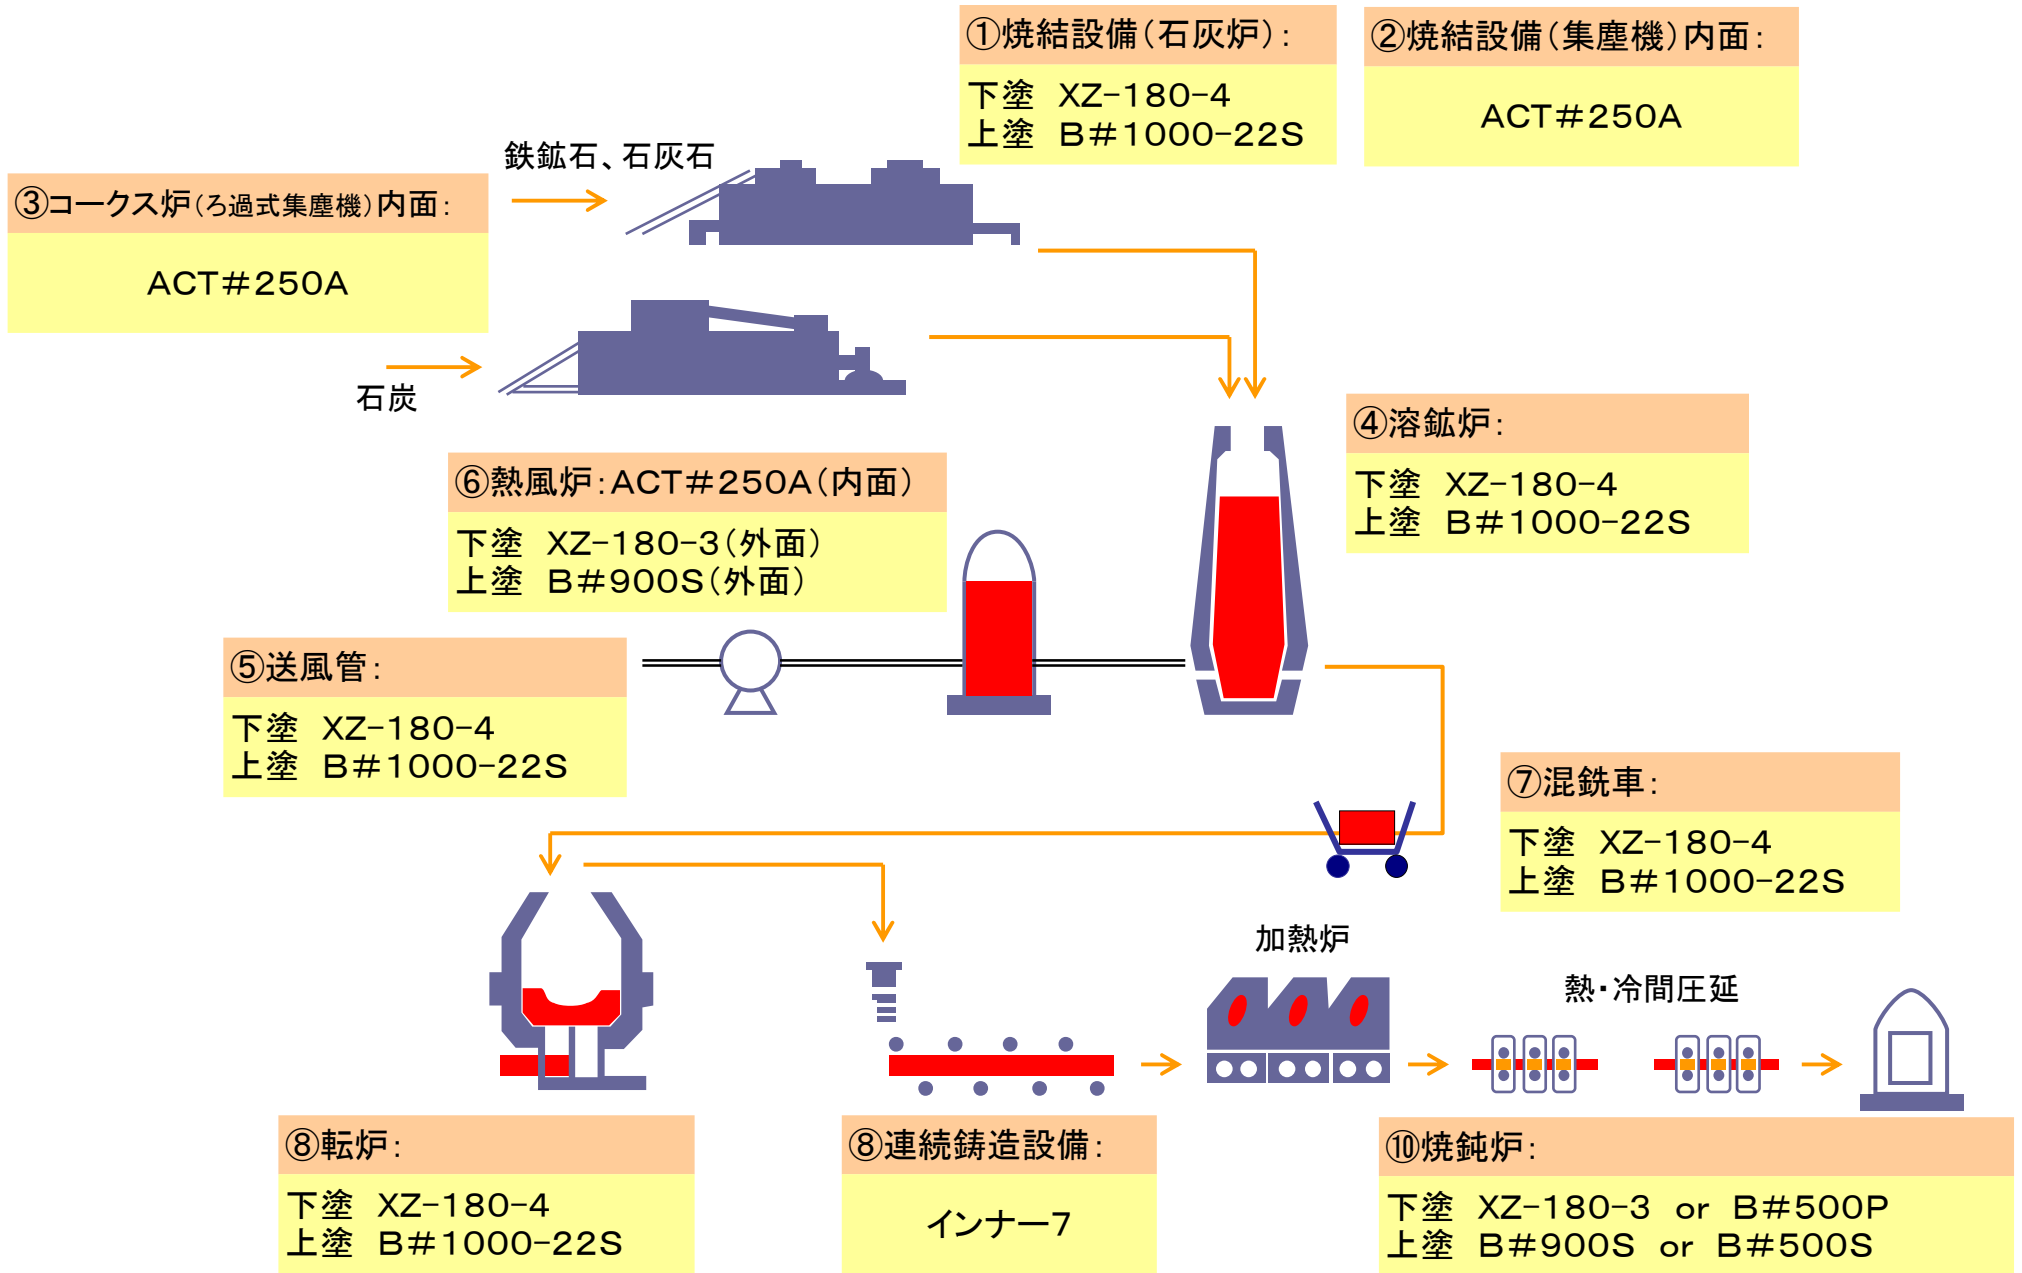 ①焼結設備(石灰炉):
下塗 XZ-180-4
上塗 B#1000-22S
②焼結設備(集塵機)内面:
ACT#250A
鉄鉱石、石灰石
③コークス炉(ろ過式集塵機)内面:
ACT#250A
石炭
④溶鉱炉:
下塗 XZ-180-4
上塗 B#1000-22S
⑥熱風炉:ACT#250A(内面)
下塗 XZ-180-3(外面)
上塗 B#900S(外面)
⑤送風管:
下塗 XZ-180-4
上塗 B#1000-22S
⑦混銑車:
下塗 XZ-180-4
上塗 B#1000-22S
加熱炉
熱・冷間圧延
⑧転炉:
下塗 XZ-180-4
上塗 B#1000-22S
⑧連続鋳造設備:
インナー7
⑩焼鈍炉:
下塗 XZ-180-3 or B#500P
上塗 B#900S or B#500S